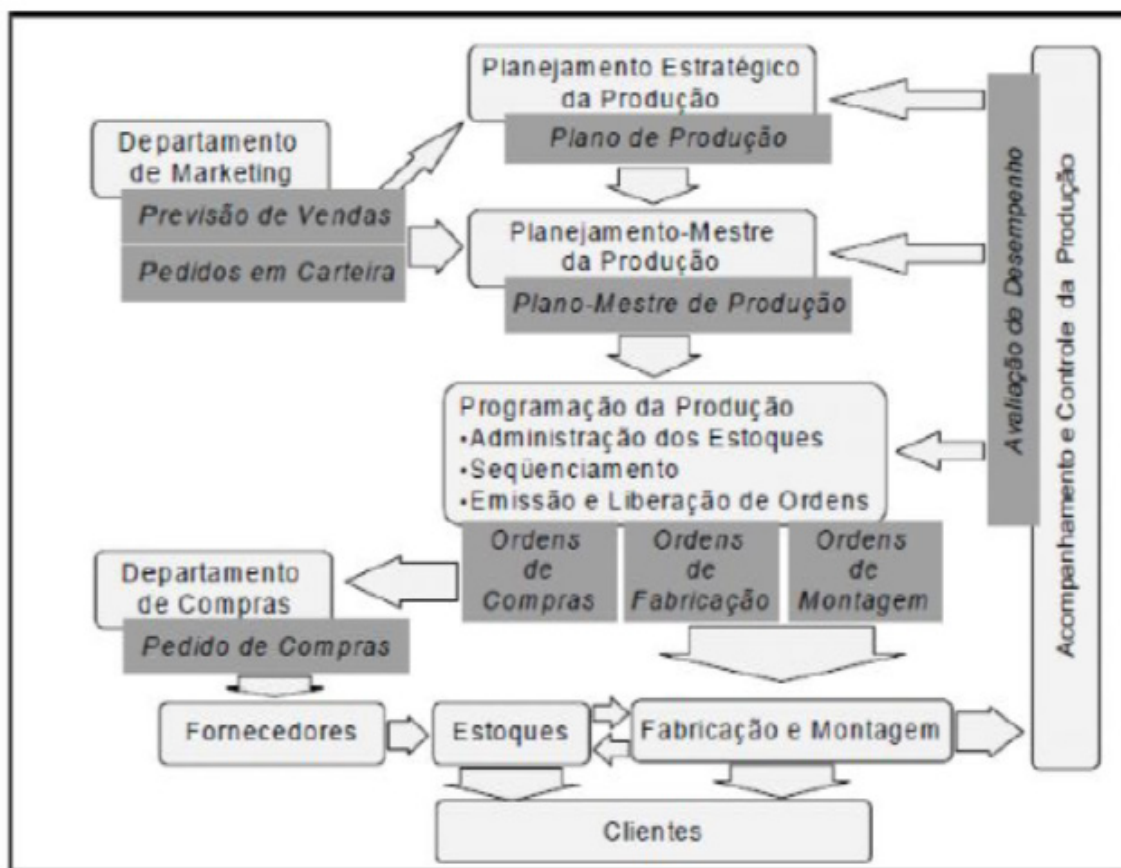 Planejamento Estratégico
da Produção
Plano de Produção
Departamento
de Marketing
Previsão de Vendas
Pedidos em Carteira
Planejamento-Mestre
da Produção
Plano-Mestre de Produção
Programação da Produção
•Administração dos Estoques
•Seqüenciamento
•Emissão e Liberação de Ordens
Ordens
de
Compras
Ordens
de
Fabricação
Ordens
de
Montagem
Departamento
de Compras
Pedido de Compras
Fornecedores
Estoques
Fabricação e Montagem
Clientes
Avaliação de Desempenho
Acompanhamento e Controle da Produção